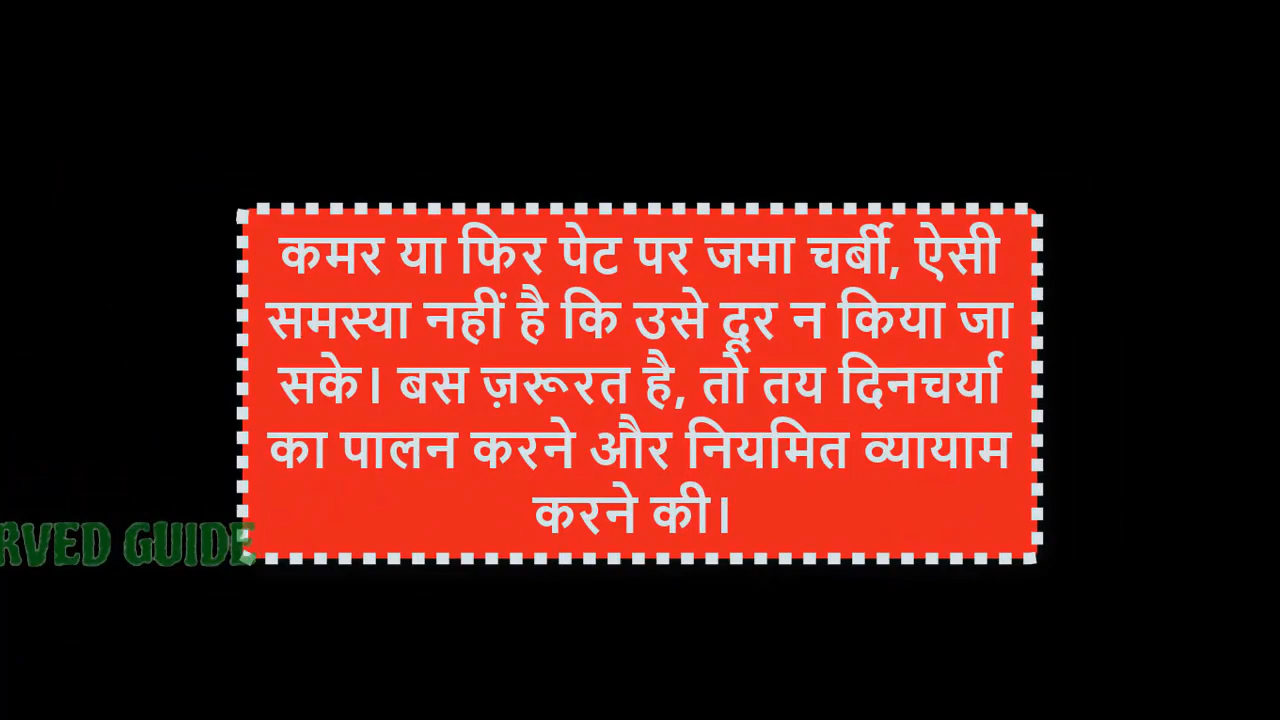 कमर या फिर पेट पर जमा चर्बी, ऐसी
समस्या नहीं है कि उसे दूर न किया जा
सके। बस ज़रूरत है, तो तय दिनचर्या
का पालन करने और नियमित व्यायाम
करने की।
RVED GUIDE